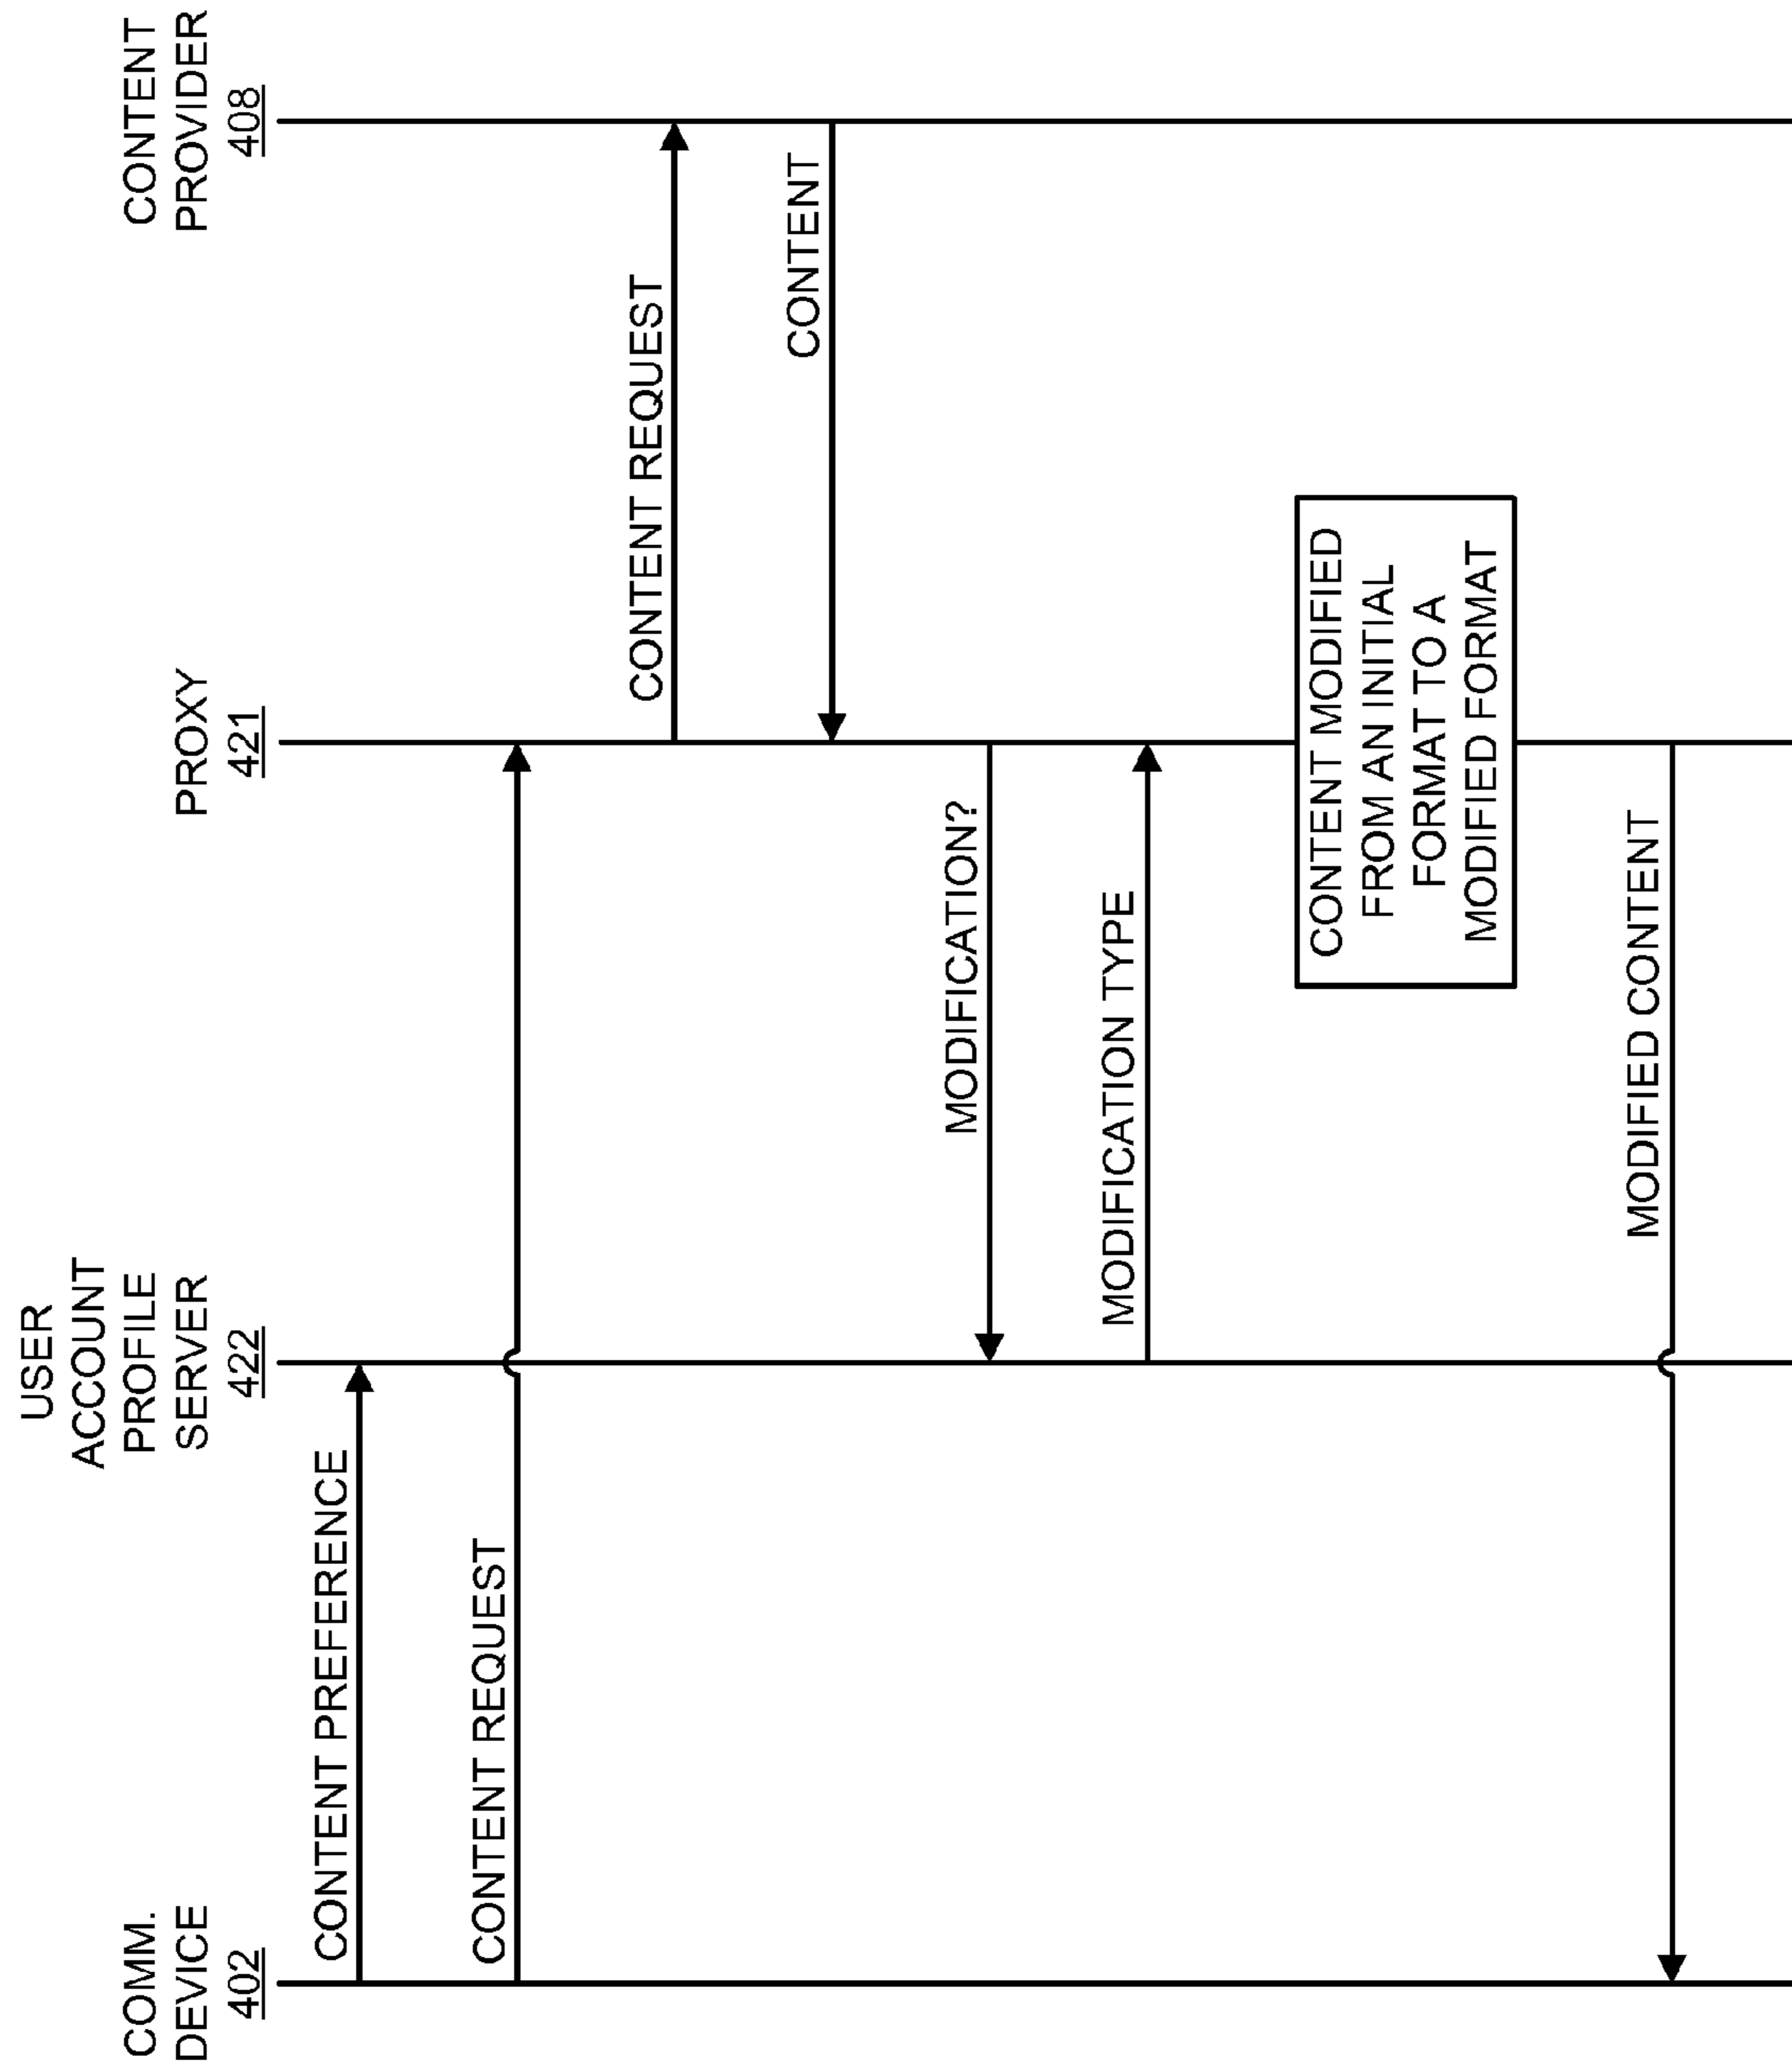 COMM.
DEVICE
402
USER
ACCOUNT
PROFILE
SERVER
422
PROXY
421
CONTENT
PROVIDER
408
CONTENT PREFERENCE
CONTENT REQUEST
CONTENT REQUEST
CONTENT
MODIFICATION?
MODIFICATION TYPE
CONTENT MODIFIED
FROM AN INITIAL
FORMAT TO A
MODIFIED FORMAT
MODIFIED CONTENT